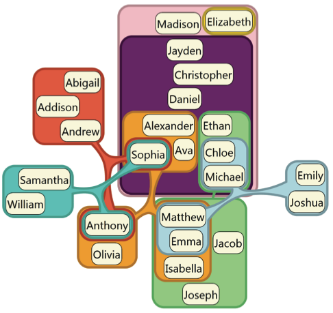 Madison Elizabeth
Jayden
Christopher
Abigail
Addison
Daniel
Andrew
Alexander Ethan
Sophia Ava Chloe
Michael
Samantha
Emily
William
Joshua
Anthony Matthew
Emma Jacob
Olivia
Isabella
Joseph